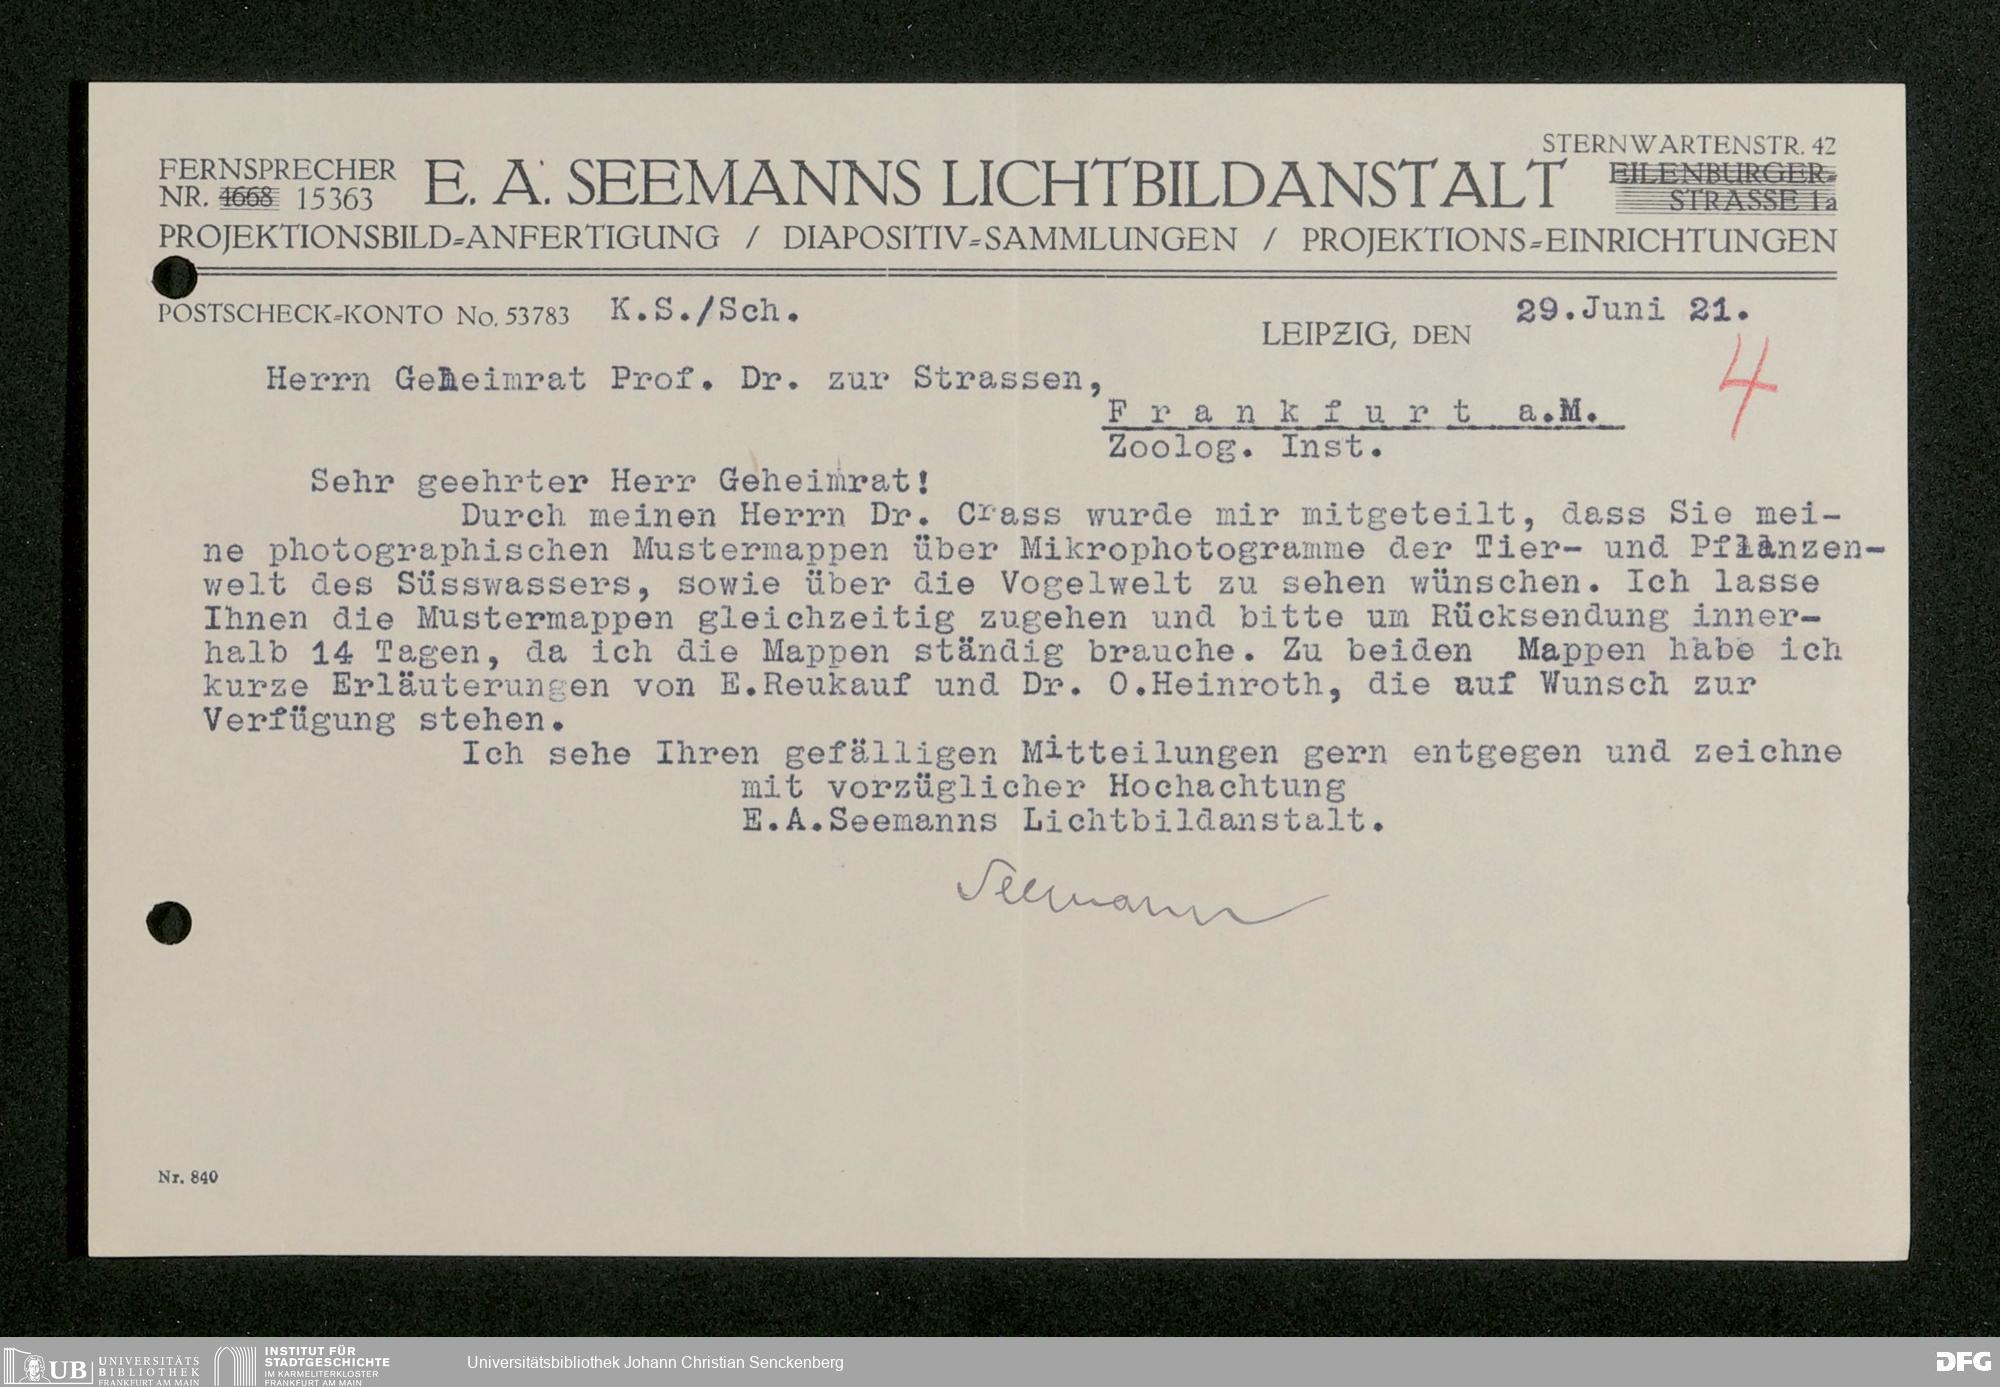 STERNWARTENSTR. 42
FERNSPRECHER
NR. 4668 15363
E. A. SEEMANNS LICHTBILDANSTALT
EILENBURGER-
STRASSE 1a
PROJEKTIONSBILD-ANFERTIGUNG / DIAPOSITIV-SAMMLUNGEN / PROJEKTIONS-EINRICHTUNGEN
POSTSCHECK-KONTO No. 53783 K.S./Sch.
LEIPZIG, DEN 29.Juni 21.
4
Herrn Geheimrat Prof. Dr. zur Strassen,
F r a n k f u r t a.M.
Zoolog. Inst.
Sehr geehrter Herr Geheimrat!
Durch meinen Herrn Dr. Crass wurde mir mitgeteilt, dass Sie mei-
ne photographischen Mustermappen über Mikrophotogramme der Tier- und Pflanzen-
welt des Süsswassers, sowie über die Vogelwelt zu sehen wünschen. Ich lasse
Ihnen die Mustermappen gleichzeitig zugehen und bitte um Rücksendung inner-
halb 14 Tagen, da ich die Mappen ständig brauche. Zu beiden Mappen habe ich
kurze Erläuterungen von E.Reukauf und Dr. O.Heinroth, die auf Wunsch zur
Verfügung stehen.
Ich sehe Ihren gefälligen Mitteilungen gern entgegen und zeichne
mit vorzüglicher Hochachtung
E.A.Seemanns Lichtbildanstalt.
Seemann
Nr. 840
UB UNIVERSITÄTS
BIBLIOTHEK
FRANKFURT AM MAIN
INSTITUT FÜR
STADTGESCHICHTE
IM KARMELITERKLOSTER
FRANKFURT AM MAIN
Universitätsbibliothek Johann Christian Senckenberg
DFG